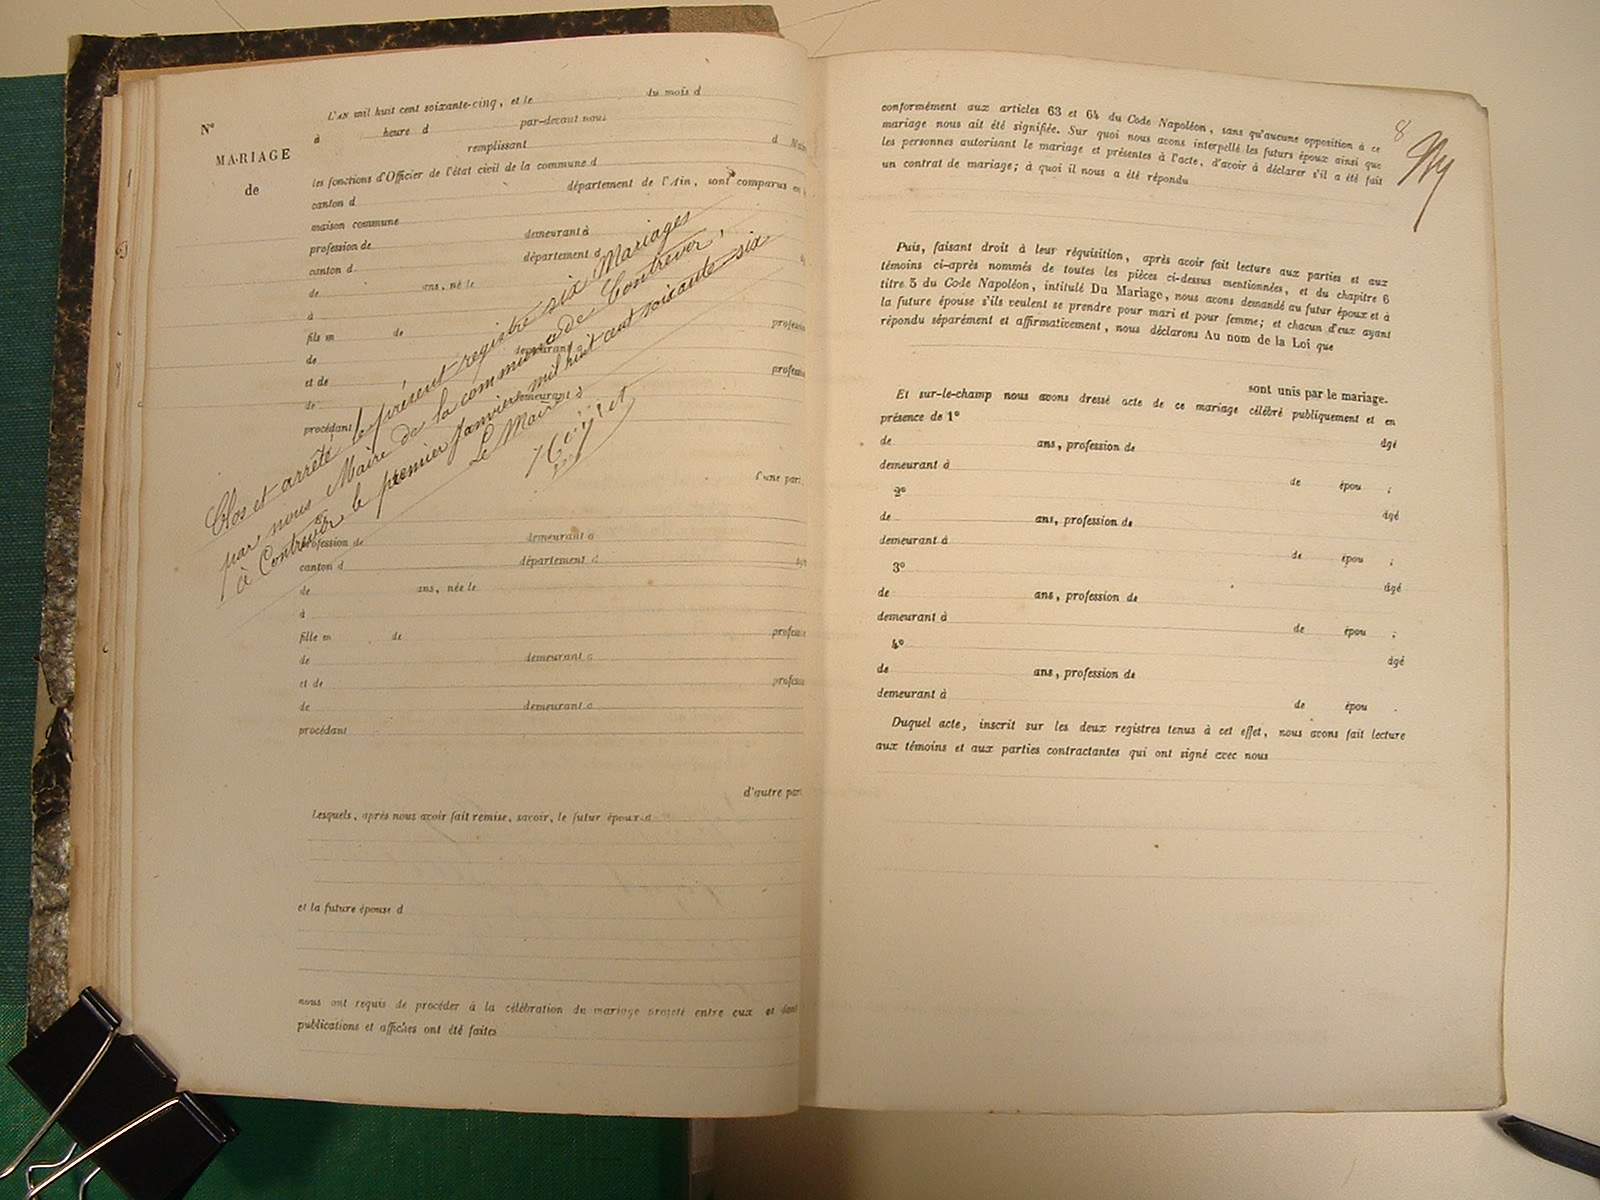 N°
MARIAGE
de
L'AN mil huit cent soixante-cinq, et le du mois d
à heure d par-devant nous
remplissant d
les fonctions d'Officier de l'état civil de la commune d
canton d département de l'Ain, sont comparus en
maison commune
profession de demeurant à
canton d département d
de ans, né le
à
fils m de professio
de demeurant
et de professio
de demeurant à
procédant
l'une part,
Clos et arrêté le présent registre six Mariages
par nous Maire de la commune de Contrevoz,
à Contrevoz le premier Janvier mil huit cent soixante-six
Le Maire
profession de demeurant à
canton d département d
de ans, née le
à
fille m de profession
de demeurant à
et de profession
de demeurant à
procédant
d'autre part
Lesquels, après nous avoir fait remise, savoir, le futur époux d
et la future épouse d
nous ont requis de procéder à la célébration du mariage projeté entre eux et dont
publications et affiches ont été faites
8
conformément aux articles 63 et 64 du Code Napoléon, sans qu'aucune opposition à ce
mariage nous ait été signifiée. Sur quoi nous avons interpellé les futurs époux ainsi que
les personnes autorisant le mariage et présentes à l'acte, d'avoir à déclarer s'il a été fait
un contrat de mariage; à quoi il nous a été répondu
Puis, faisant droit à leur réquisition, après avoir fait lecture aux parties et aux
témoins ci-après nommés de toutes les pièces ci-dessus mentionnées, et du chapitre 6
titre 5 du Code Napoléon, intitulé Du Mariage, nous avons demandé au futur époux et à
la future épouse s'ils veulent se prendre pour mari et pour femme; et chacun d'eux ayant
répondu séparément et affirmativement, nous déclarons Au nom de la Loi que
sont unis par le mariage.
Et sur-le-champ nous avons dressé acte de ce mariage célébré publiquement et en
présence de 1°
de ans, profession de âgé
demeurant à de épou ;
2°
de ans, profession de âgé
demeurant à de épou ;
3°
de ans, profession de âgé
demeurant à de épou ;
4° âgé
de ans, profession de
demeurant à de épou .
Duquel acte, inscrit sur les deux registres tenus à cet effet, nous avons fait lecture
aux témoins et aux parties contractantes qui ont signé avec nous